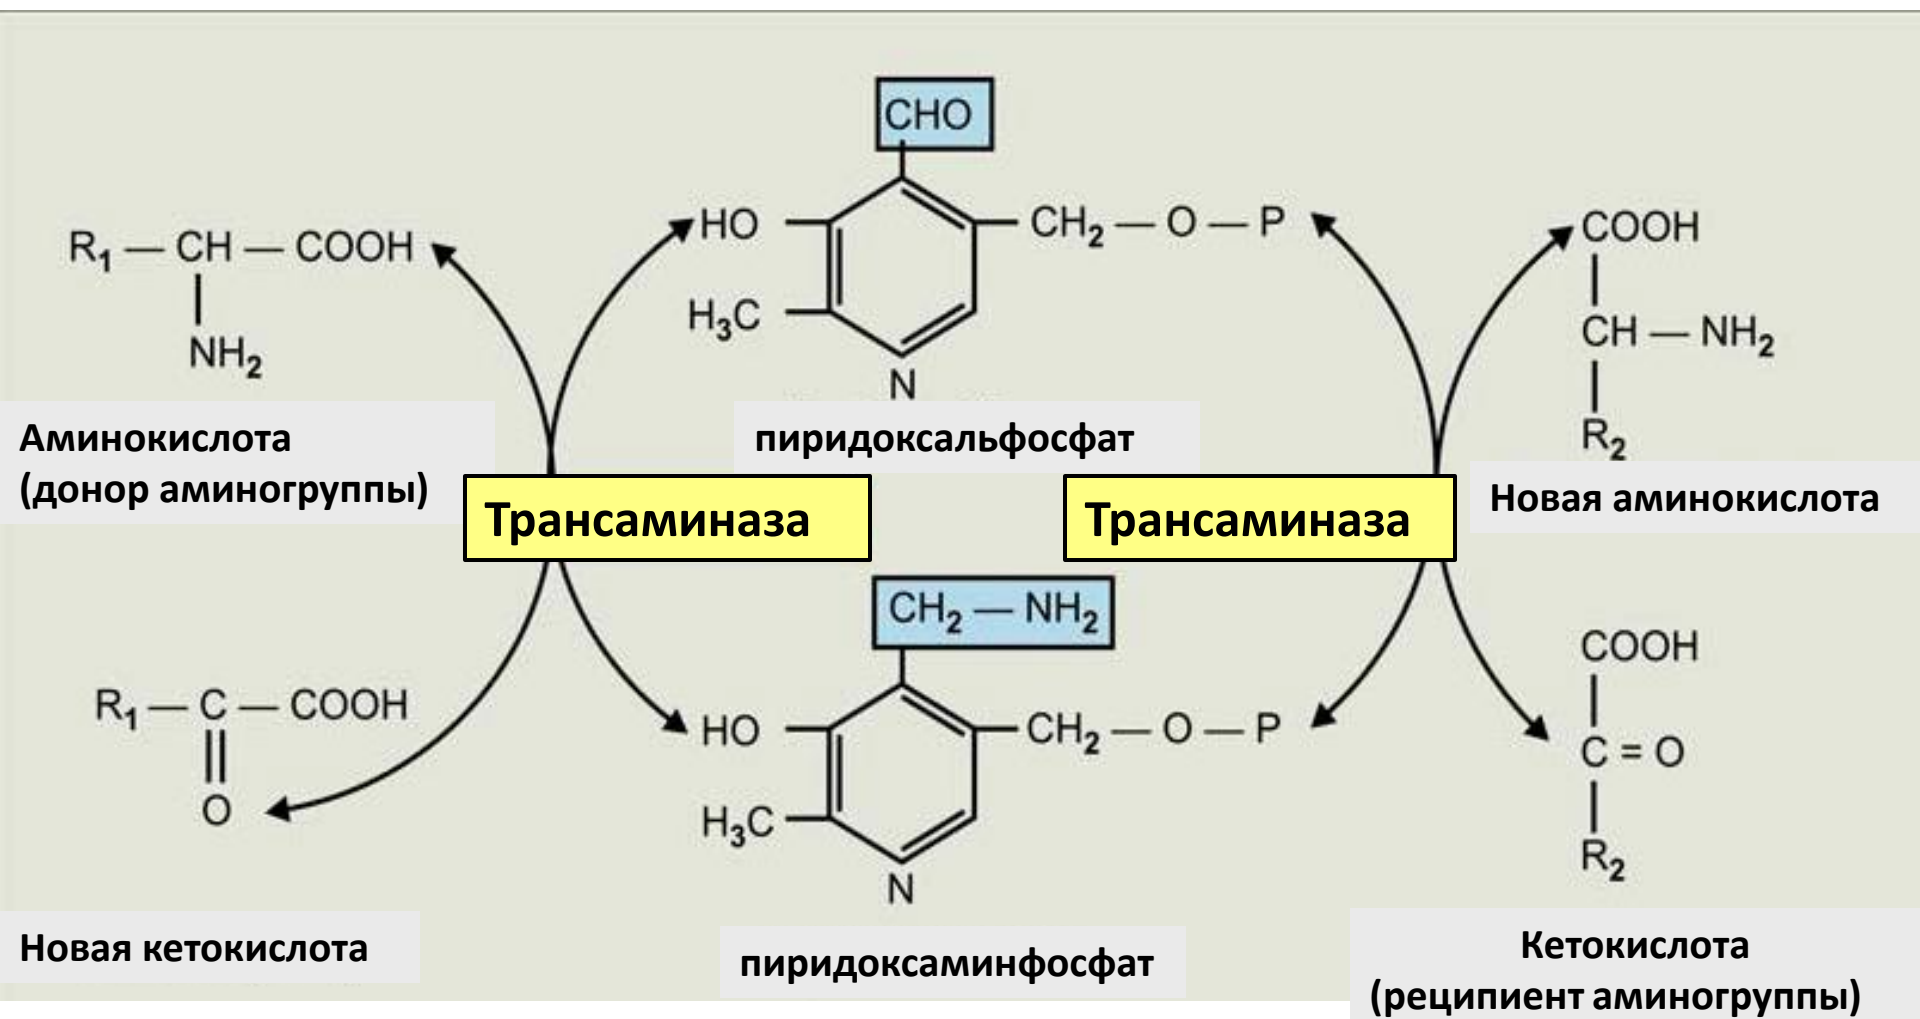 CHO
HO
CH₂ — O — P
H₃C
N
R₁ — CH — COOH
NH₂
COOH
CH — NH₂
R₂
Аминокислота
(донор аминогруппы)
пиридоксальфосфат
Новая аминокислота
Трансаминаза
Трансаминаза
CH₂ — NH₂
HO
CH₂ — O — P
H₃C
N
R₁ — C — COOH
O
COOH
C = O
R₂
Новая кетокислота
пиридоксаминфосфат
Кетокислота
(реципиент аминогруппы)